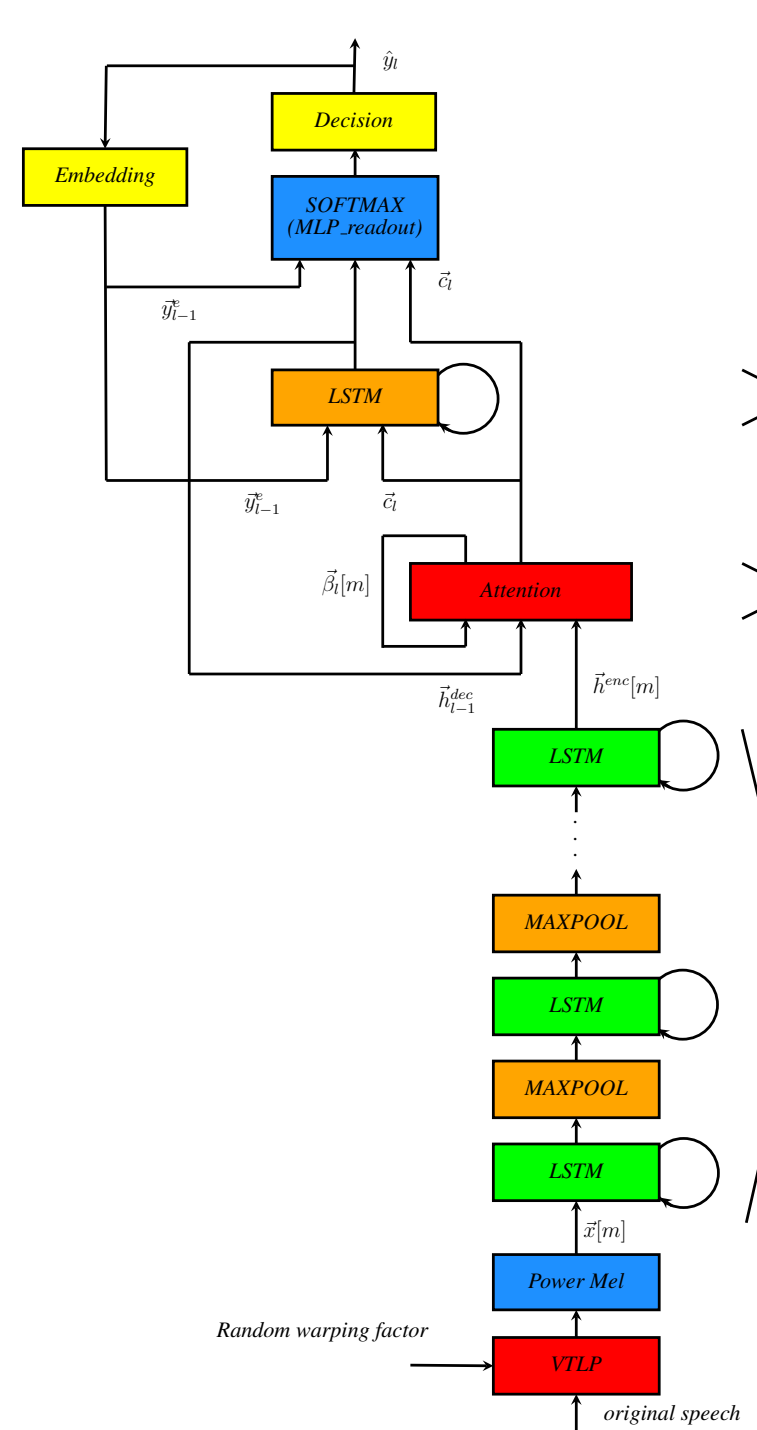 ŷ_l
Decision
Embedding
SOFTMAX
(MLP_readout)
c⃗_l
y⃗^e_{l−1}
LSTM
y⃗^e_{l−1}
c⃗_l
β⃗_l[m]
Attention
h⃗^{enc}[m]
h⃗^{dec}_{l−1}
LSTM
⋮
MAXPOOL
LSTM
MAXPOOL
LSTM
x⃗[m]
Power Mel
Random warping factor
VTLP
original speech